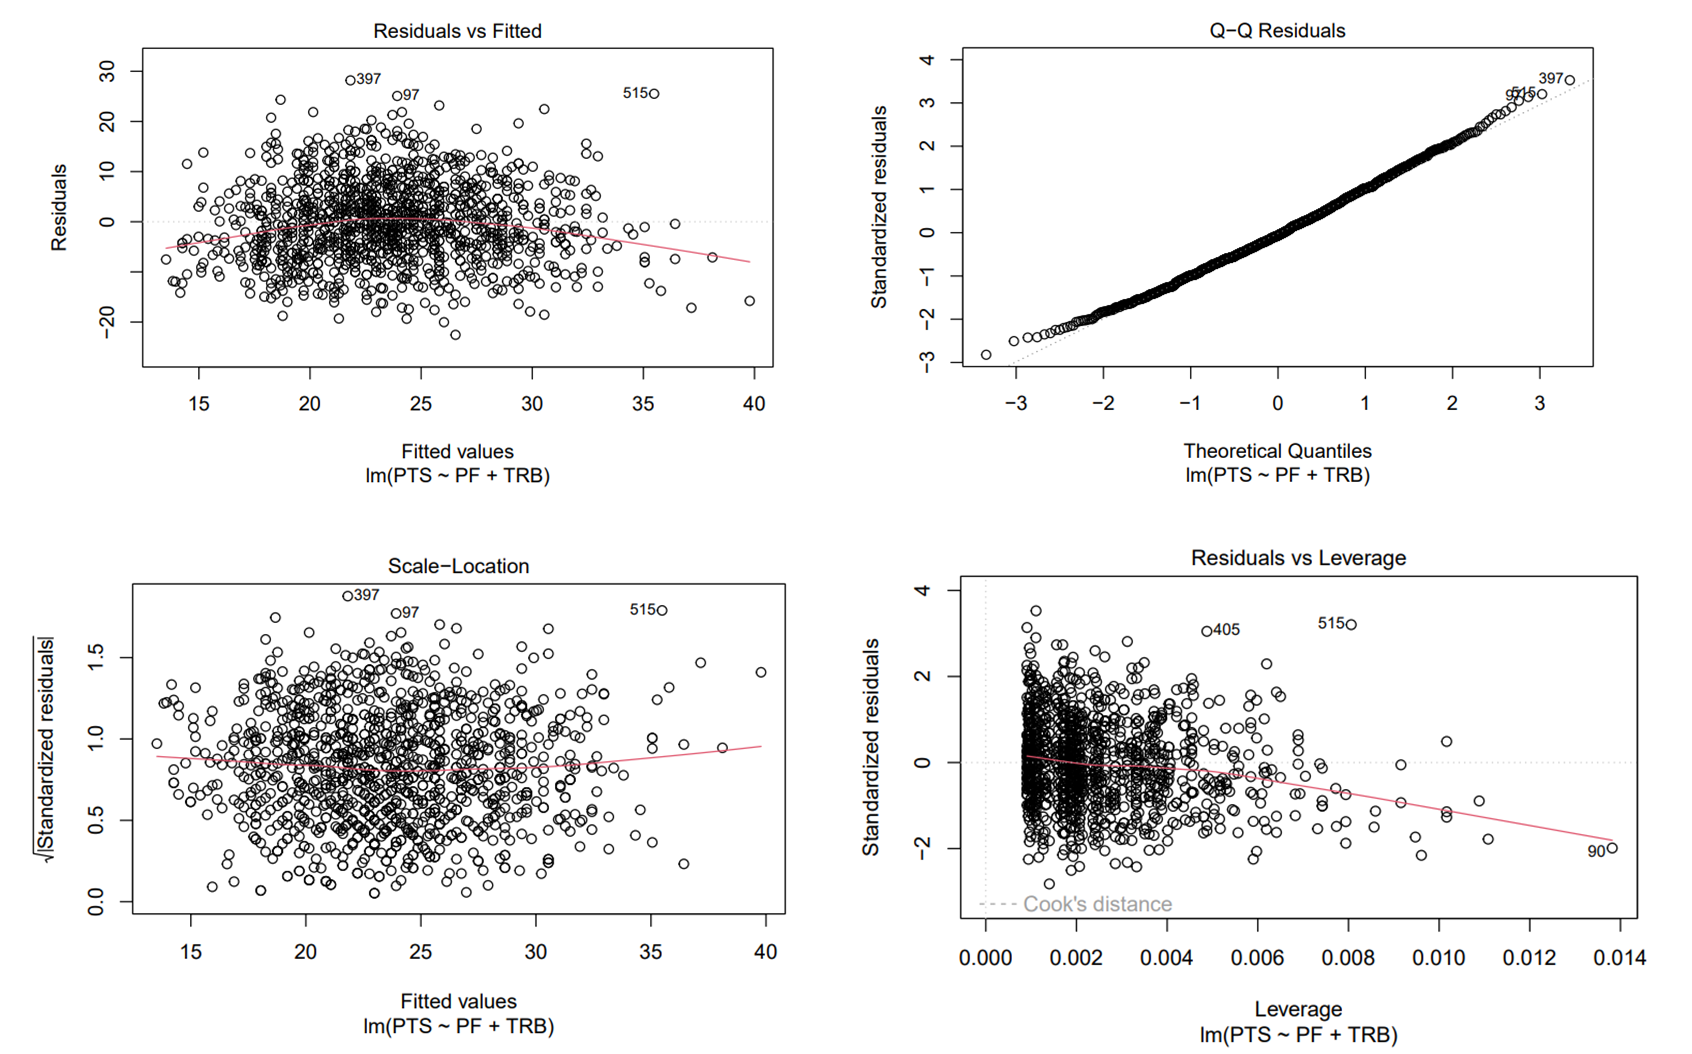 Residuals vs Fitted
Residuals
30
20
10
0
−20
397
97
515
15 20 25 30 35 40
Fitted values
lm(PTS ~ PF + TRB)
Q−Q Residuals
Standardized residuals
4
3
2
1
0
−1
−2
−3
397
515
97
−3 −2 −1 0 1 2 3
Theoretical Quantiles
lm(PTS ~ PF + TRB)
Scale−Location
√|Standardized residuals|
1.5
1.0
0.5
0.0
397
97
515
15 20 25 30 35 40
Fitted values
lm(PTS ~ PF + TRB)
Residuals vs Leverage
Standardized residuals
4
2
0
−2
405
515
90
Cook's distance
0.000 0.002 0.004 0.006 0.008 0.010 0.012 0.014
Leverage
lm(PTS ~ PF + TRB)